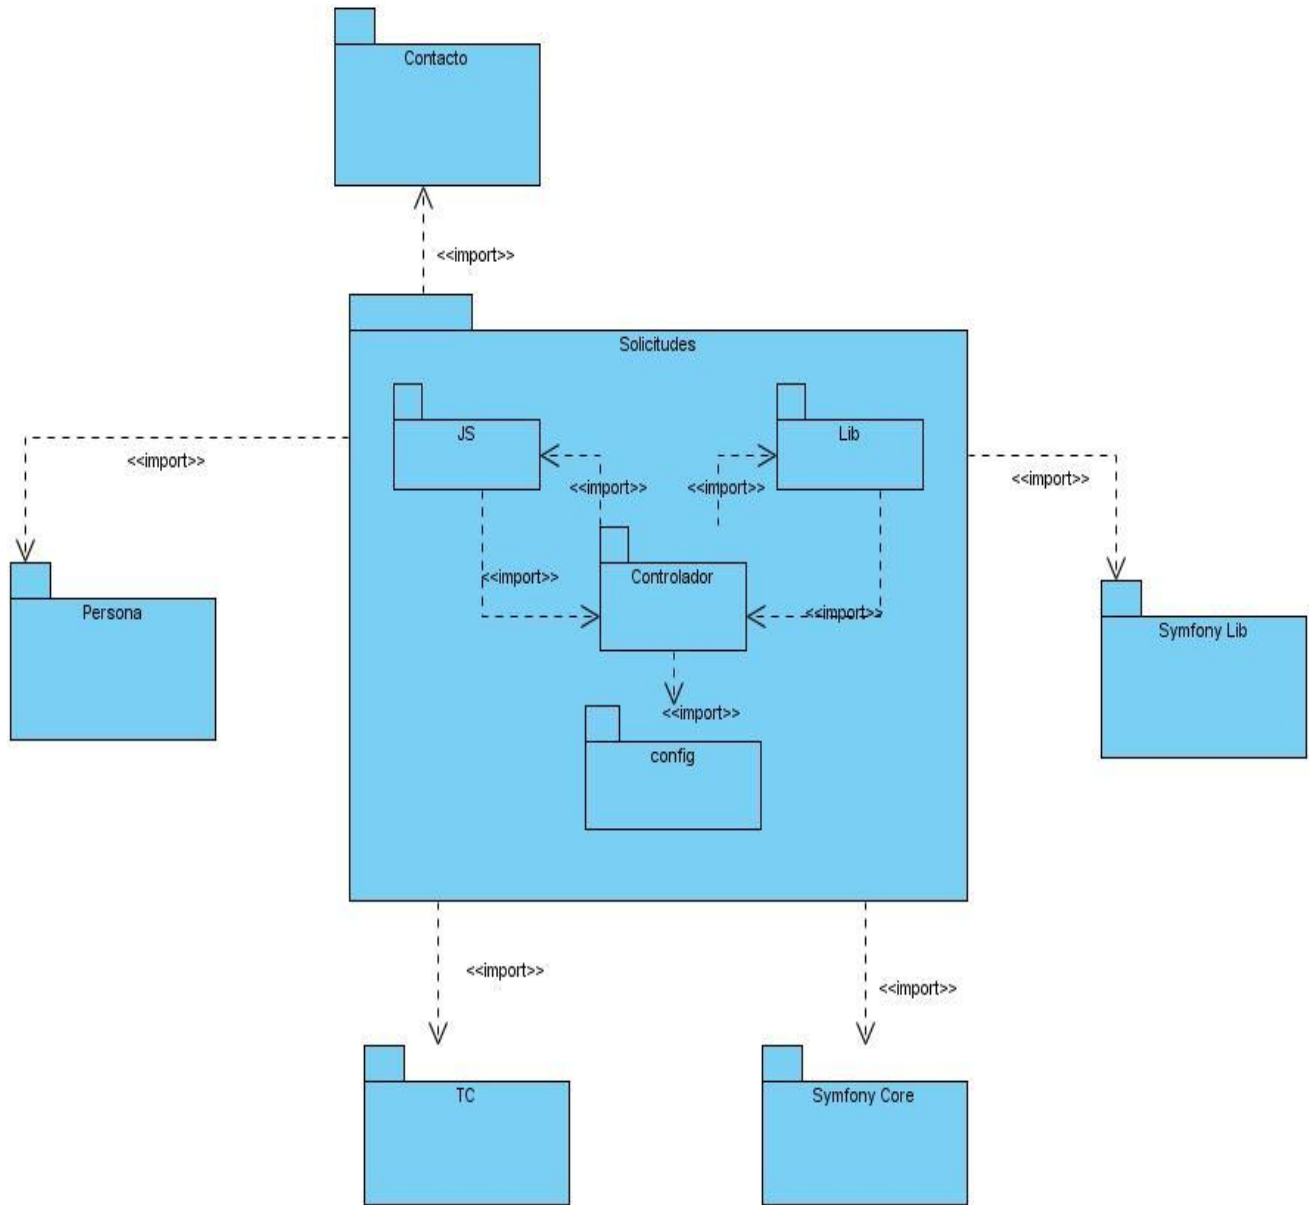 Contacto
<<import>>
Solicitudes
JS
Lib
<<import>>
<<import>>
<<import>>
<<import>>
<<import>>
Controlador
<<import>>
Persona
<<import>>
Symfony Lib
<<import>>
config
<<import>>
<<import>>
TC
Symfony Core